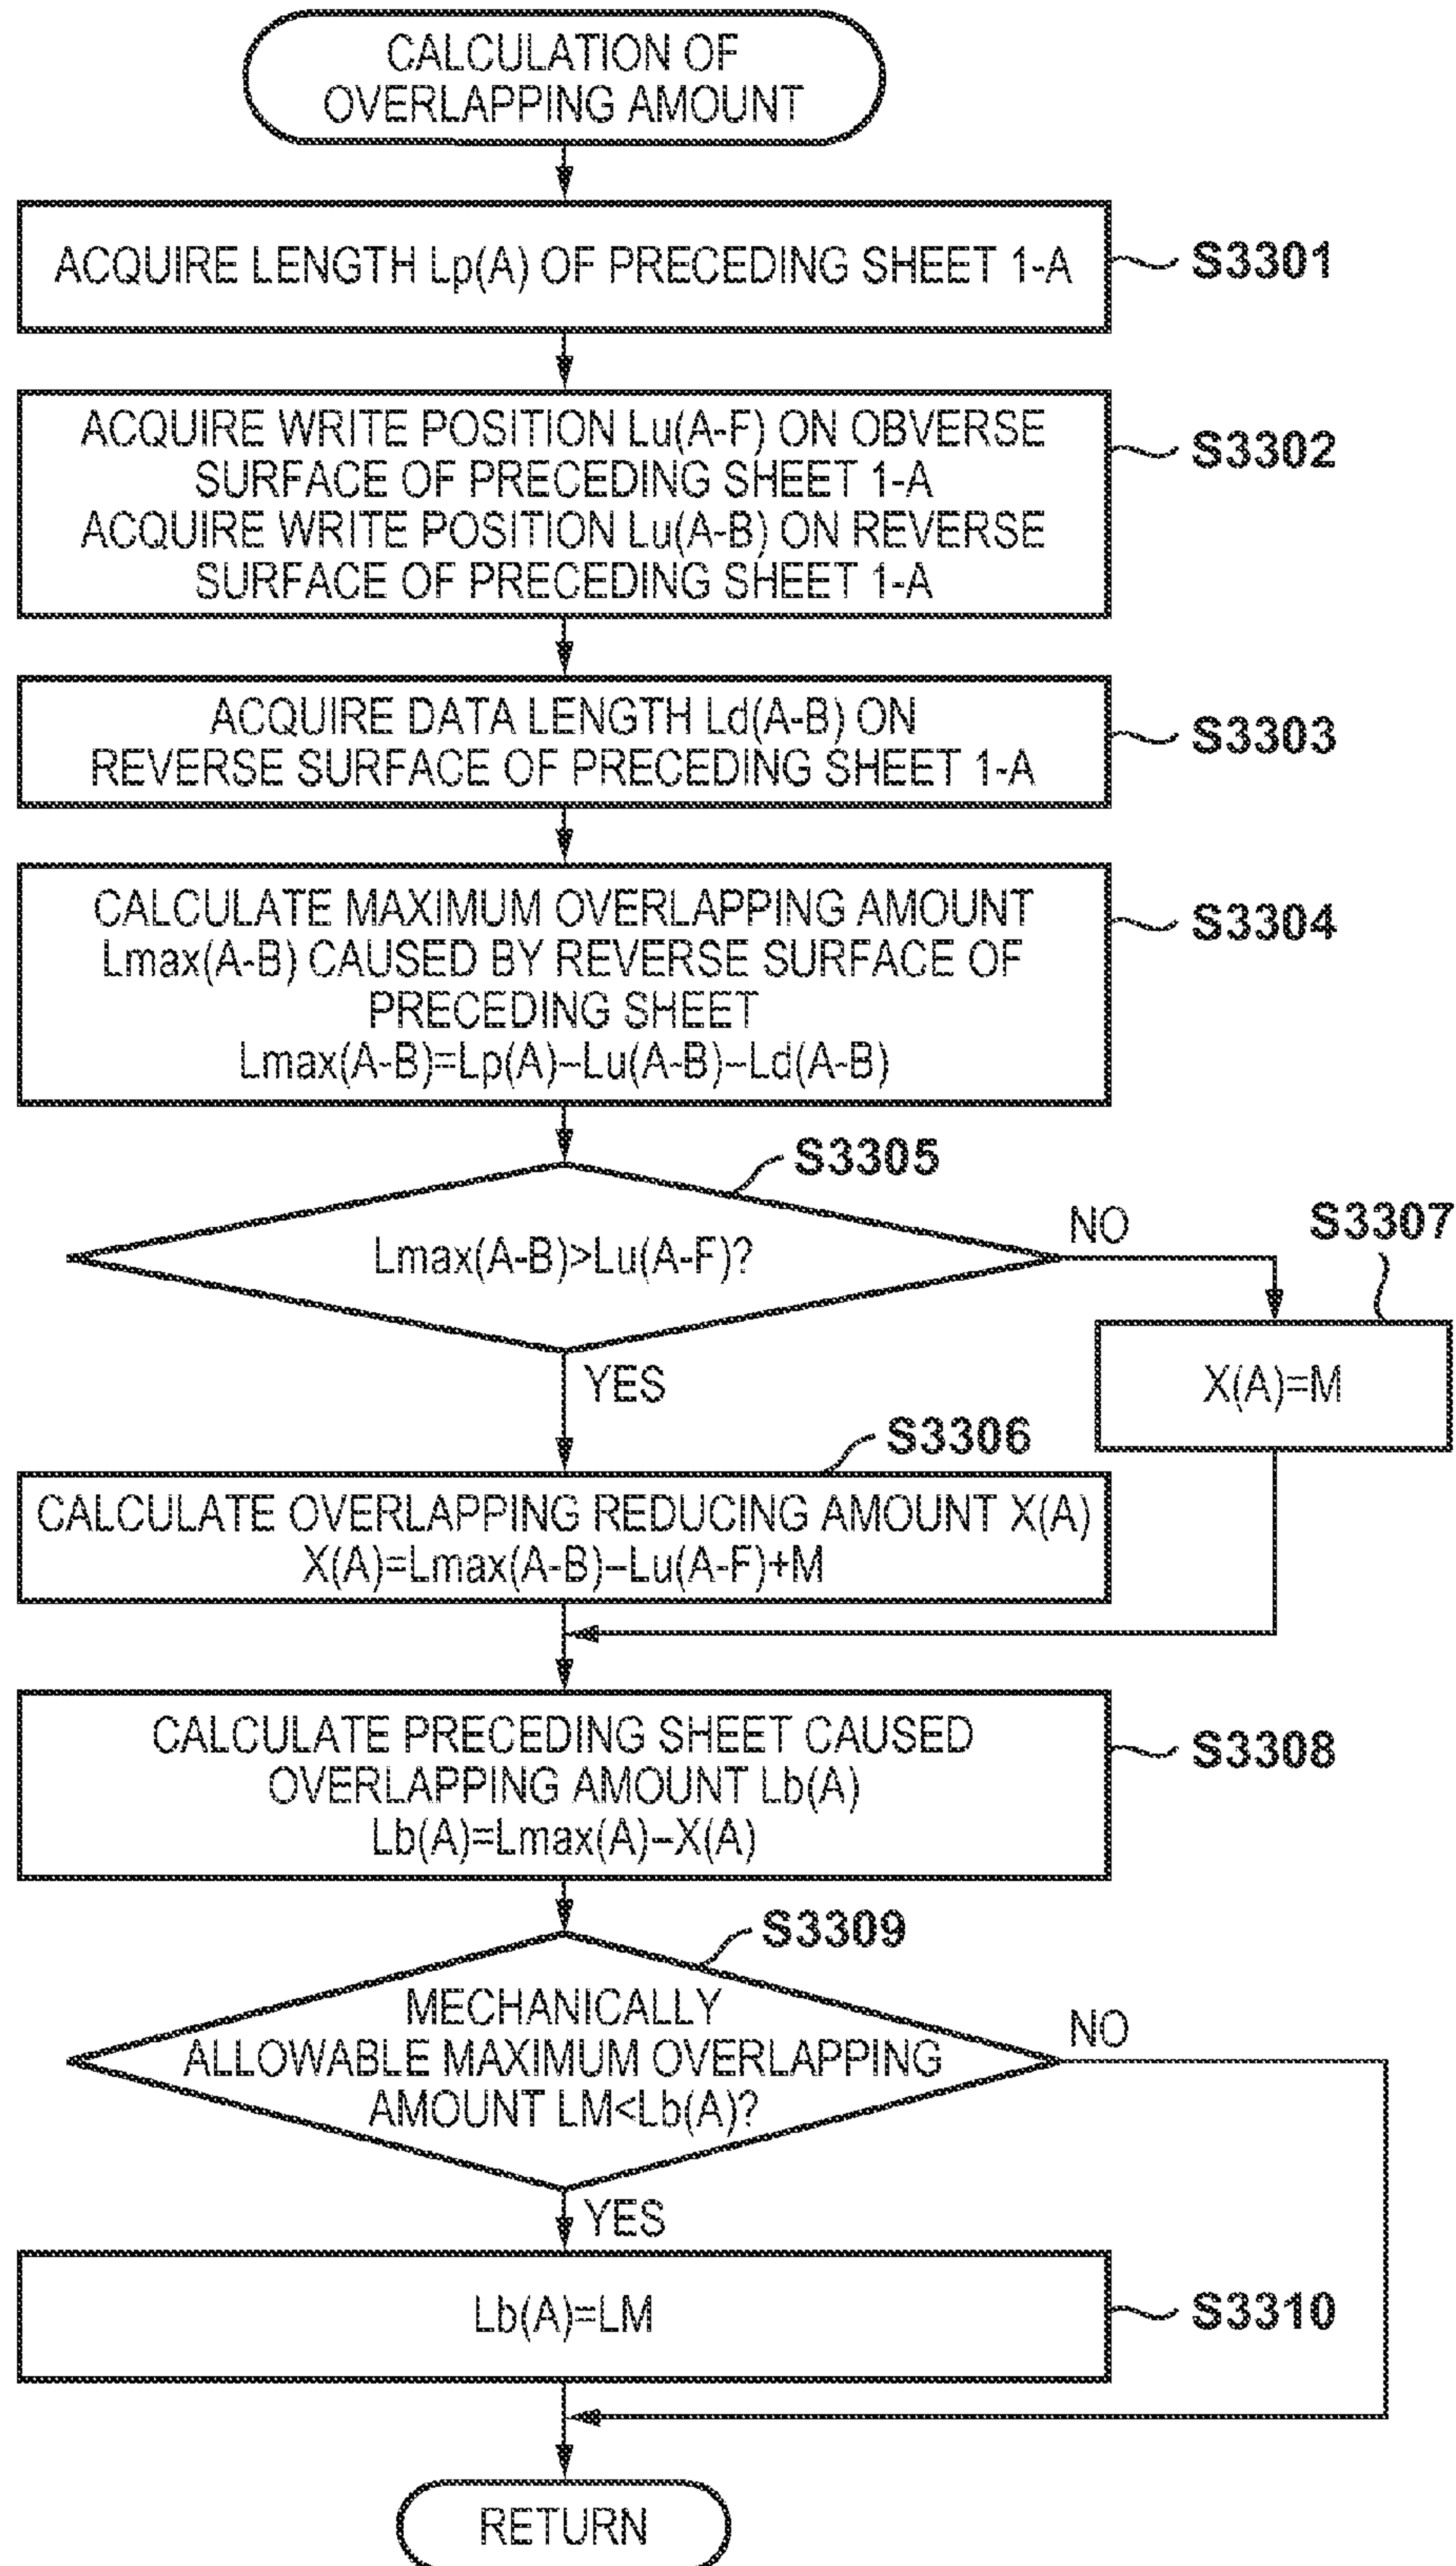 CALCULATION OF
OVERLAPPING AMOUNT
ACQUIRE LENGTH Lp(A) OF PRECEDING SHEET 1-A
S3301
ACQUIRE WRITE POSITION Lu(A-F) ON OBVERSE
SURFACE OF PRECEDING SHEET 1-A
ACQUIRE WRITE POSITION Lu(A-B) ON REVERSE
SURFACE OF PRECEDING SHEET 1-A
S3302
ACQUIRE DATA LENGTH Ld(A-B) ON
REVERSE SURFACE OF PRECEDING SHEET 1-A
S3303
CALCULATE MAXIMUM OVERLAPPING AMOUNT
Lmax(A-B) CAUSED BY REVERSE SURFACE OF
PRECEDING SHEET
Lmax(A-B)=Lp(A)–Lu(A-B)–Ld(A-B)
S3304
S3305
Lmax(A-B)>Lu(A-F)?
NO
S3307
X(A)=M
YES
S3306
CALCULATE OVERLAPPING REDUCING AMOUNT X(A)
X(A)=Lmax(A-B)–Lu(A-F)+M
CALCULATE PRECEDING SHEET CAUSED
OVERLAPPING AMOUNT Lb(A)
Lb(A)=Lmax(A)–X(A)
S3308
S3309
MECHANICALLY
ALLOWABLE MAXIMUM OVERLAPPING
AMOUNT LM<Lb(A)?
NO
YES
Lb(A)=LM
S3310
RETURN